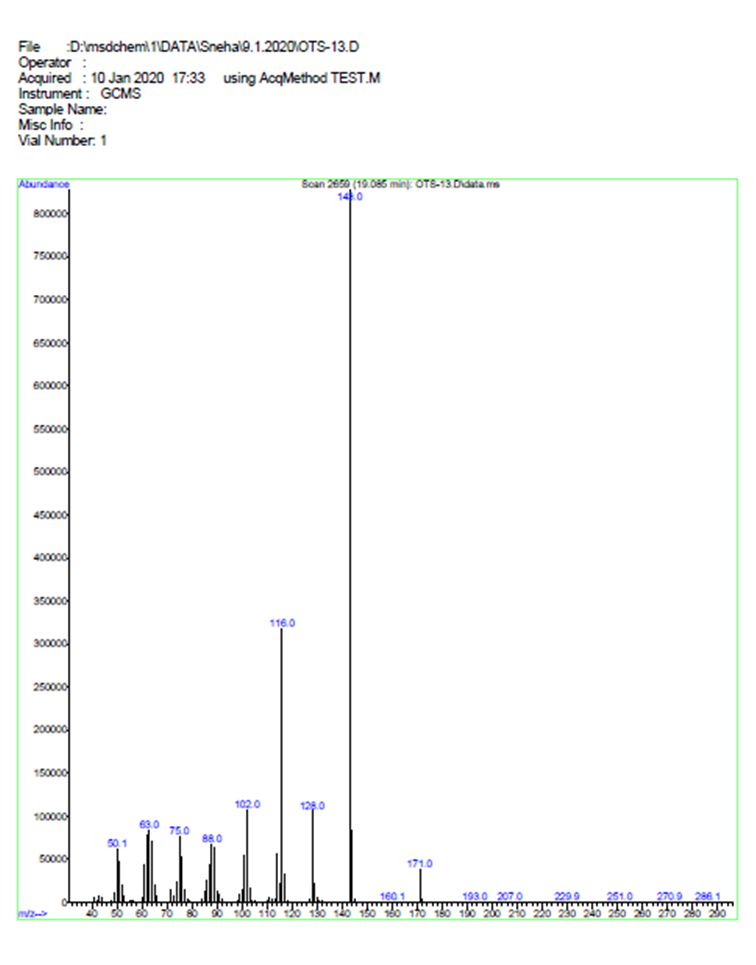 File :D:\msdchem\1\DATA\Sneha\9.1.2020\OTS-13.D
Operator :
Acquired : 10 Jan 2020 17:33 using AcqMethod TEST.M
Instrument : GCMS
Sample Name:
Misc Info :
Vial Number: 1
Abundance
Scan 2659 (19.085 min): OTS-13.D\data.ms
143.0
800000
750000
700000
650000
600000
550000
500000
450000
400000
350000
300000
250000
200000
150000
100000
50000
0
116.0
102.0
128.0
63.0
75.0
50.1
88.0
171.0
160.1 193.0 207.0 229.9 251.0 270.9 286.1
m/z-->
40 50 60 70 80 90 100 110 120 130 140 150 160 170 180 190 200 210 220 230 240 250 260 270 280 290